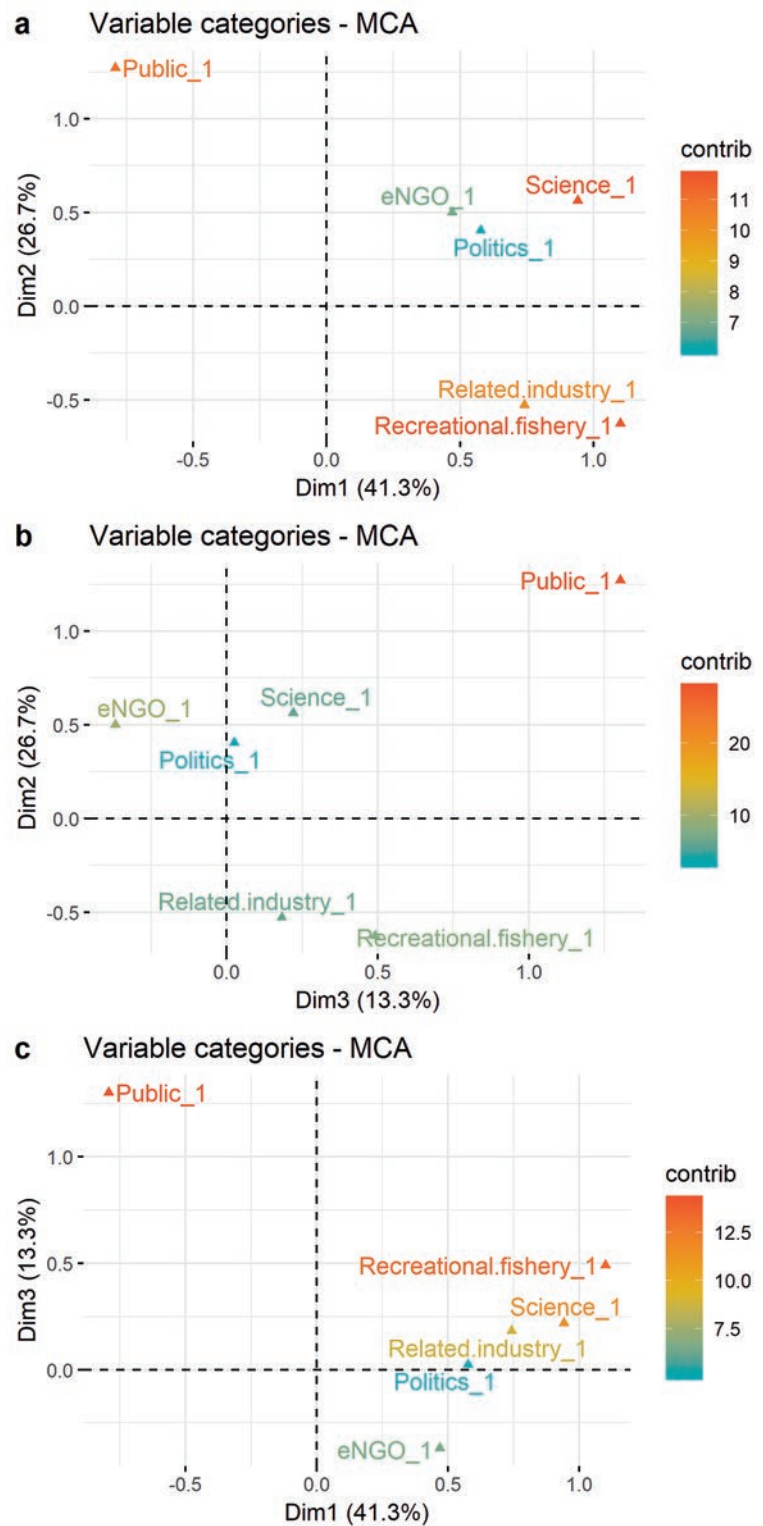 a Variable categories - MCA
Public_1
1.0
contrib
Science_1
eNGO_1
11
0.5
Politics_1
10
Dim2 (26.7%)
9
0.0
8
7
Related.industry_1
-0.5
Recreational.fishery_1
-0.5 0.0 0.5 1.0
Dim1 (41.3%)
b Variable categories - MCA
Public_1
1.0
contrib
Science_1
eNGO_1
0.5
20
Politics_1
Dim2 (26.7%)
10
0.0
Related.industry_1
-0.5
Recreational.fishery_1
0.0 0.5 1.0
Dim3 (13.3%)
c Variable categories - MCA
Public_1
1.0
contrib
12.5
Recreational.fishery_1
0.5
Science_1
10.0
Dim3 (13.3%)
7.5
Related.industry_1
0.0
Politics_1
eNGO_1
-0.5 0.0 0.5 1.0
Dim1 (41.3%)